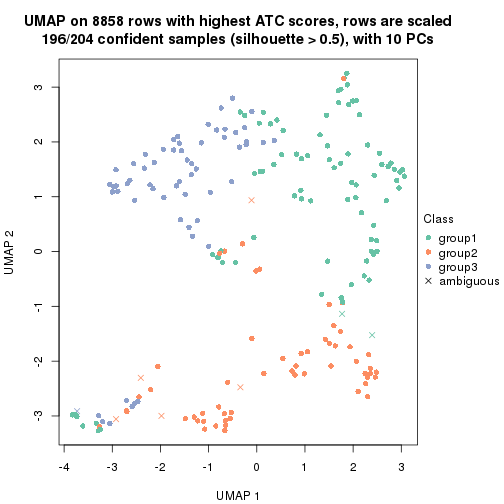 UMAP on 8858 rows with highest ATC scores, rows are scaled
196/204 confident samples (silhouette > 0.5), with 10 PCs
3
2
1
0
-1
-2
-3
UMAP 2
-4 -3 -2 -1 0 1 2 3
UMAP 1
Class
group1
group2
group3
ambiguous